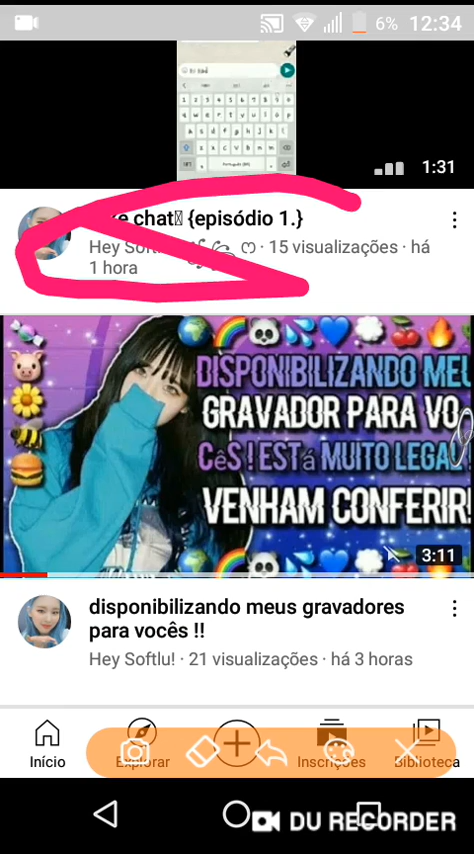 6% 12:34
1:31
chat {episódio 1.}
Hey · 15 visualizações · há
1 hora
DISPONIBILIZANDO MEU
GRAVADOR PARA VO
CêS! ESTá MUITO LEGAL!
VENHAM CONFERIR!
3:11
disponibilizando meus gravadores
para vocês !!
Hey Softlu! · 21 visualizações · há 3 horas
Início
Explorar
Inscrições
Biblioteca
DU RECORDER